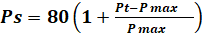 Ps = 80(1 + (Pt−P max)/(P max))